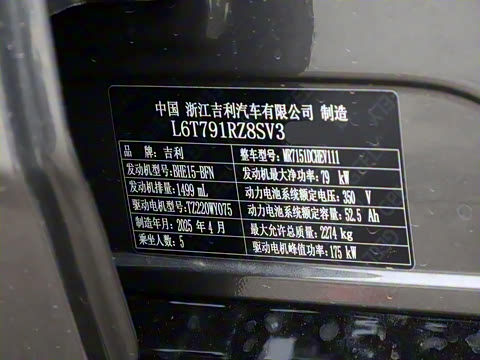 中国 浙江吉利汽车有限公司 制造
L6T791RZ8SV3
品 牌:吉利 整车型号:MR7151DCHEV111
发动机型号:BHE15-BFN 发动机最大净功率:79 kW
发动机排量:1499 mL 动力电池系统额定电压:350 V
驱动电机型号:TZ220WY075 动力电池系统额定容量:52.5 Ah
制造年月:2025 年 4 月 最大允许总质量:2274 kg
乘坐人数:5 驱动电机峰值功率:175 kW